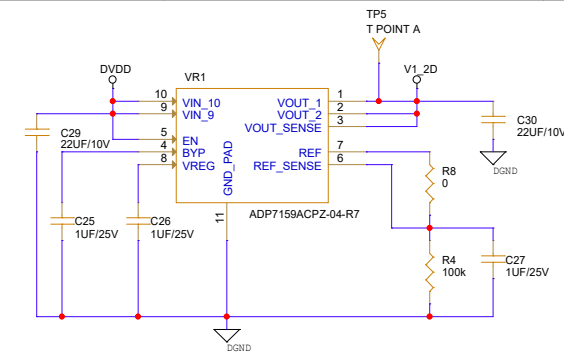 TP5
T POINT A
DVDD
VR1
V1_2D
10
VIN_10
VOUT_1
1
9
VIN_9
VOUT_2
2
VOUT_SENSE
3
C29
22UF/10V
C30
22UF/10V
5
EN
4
BYP
REF
7
8
VREG
REF_SENSE
6
GND_PAD
DGND
R8
0
11
ADP7159ACPZ-04-R7
C25
1UF/25V
C26
1UF/25V
R4
100k
C27
1UF/25V
DGND